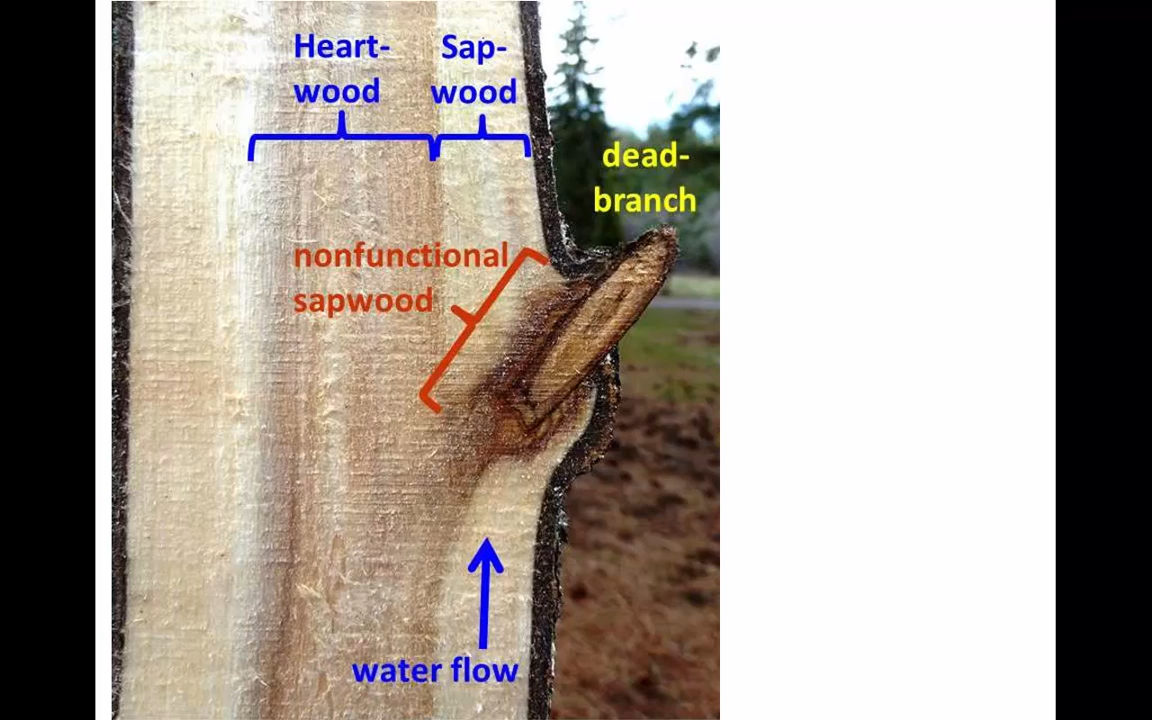 Heart-
wood
Sap-
wood
dead-
branch
nonfunctional
sapwood
water flow